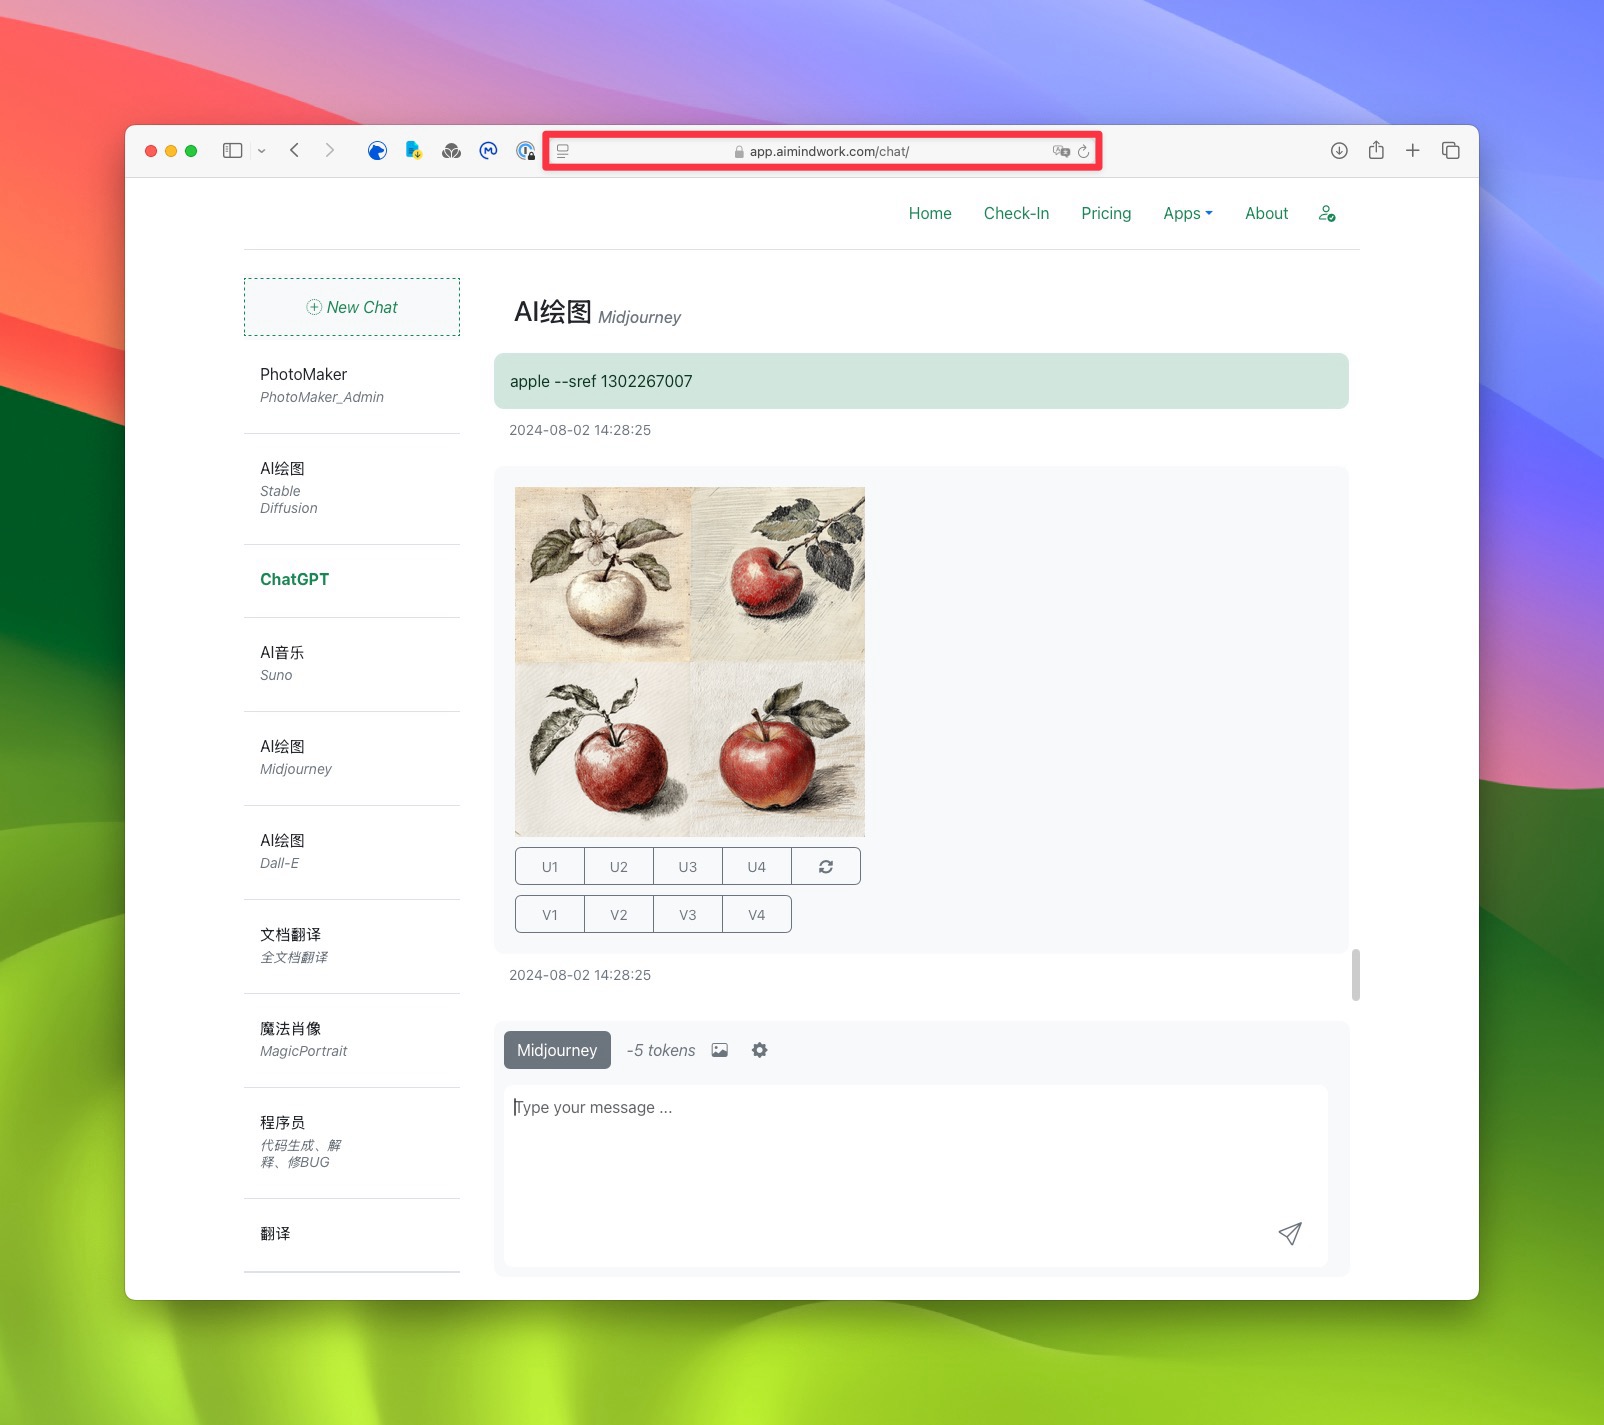 app.aimindwork.com/chat/
Home Check-In Pricing Apps About
New Chat
PhotoMaker
PhotoMaker_Admin
AI绘图
Stable
Diffusion
ChatGPT
AI音乐
Suno
AI绘图
Midjourney
AI绘图
Dall-E
文档翻译
全文档翻译
魔法肖像
MagicPortrait
程序员
代码生成、解
释、修BUG
翻译
AI绘图 Midjourney
apple --sref 1302267007
2024-08-02 14:28:25
U1 U2 U3 U4
V1 V2 V3 V4
2024-08-02 14:28:25
Midjourney -5 tokens
Type your message ...